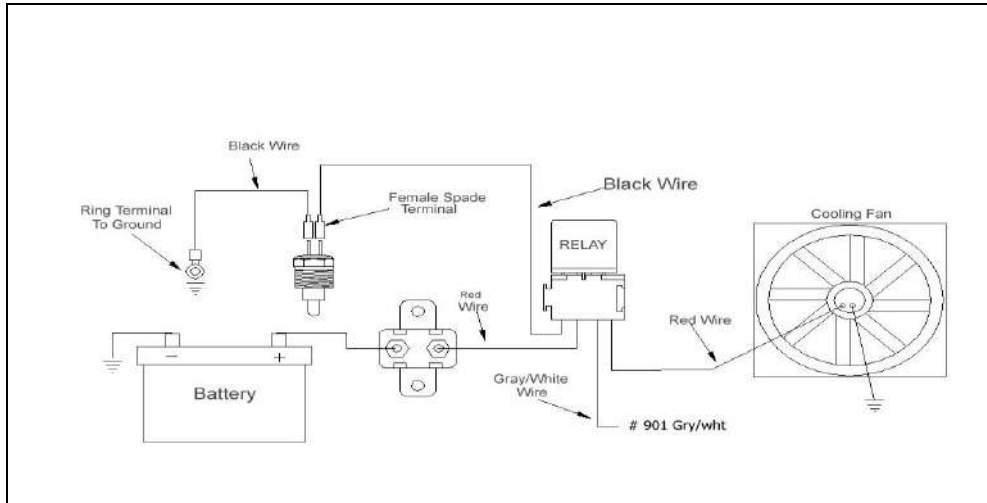 Black Wire
Female Spade
Terminal
Black Wire
Ring Terminal
To Ground
Cooling Fan
RELAY
Red
Wire
Red Wire
− +
Battery
Gray/White
Wire
# 901 Gry/wht